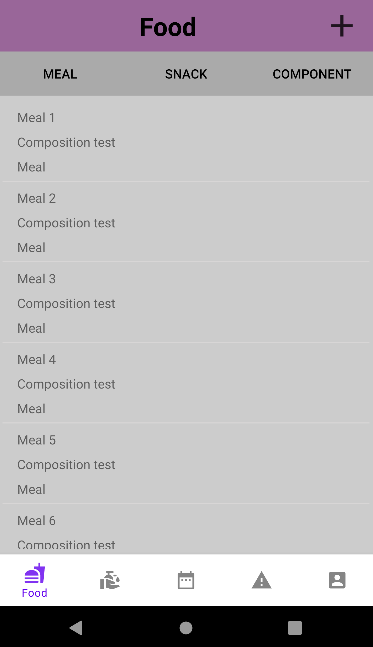 Food
MEAL SNACK COMPONENT
Meal 1
Composition test
Meal
Meal 2
Composition test
Meal
Meal 3
Composition test
Meal
Meal 4
Composition test
Meal
Meal 5
Composition test
Meal
Meal 6
Composition test
Food